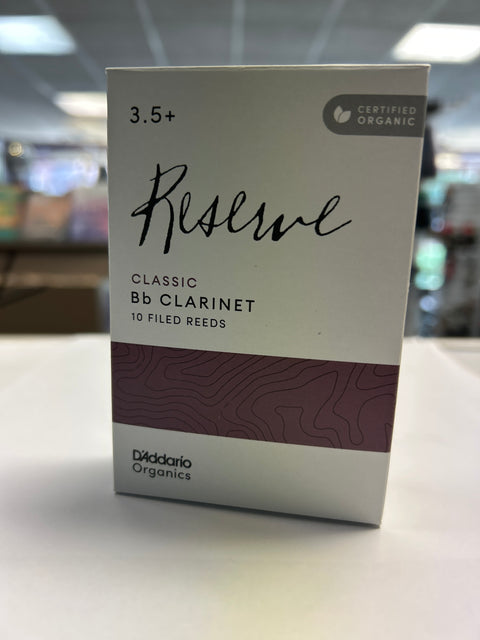 3.5+
CERTIFIED
ORGANIC
Reserve
CLASSIC
Bb CLARINET
10 FILED REEDS
D'Addario
Organics